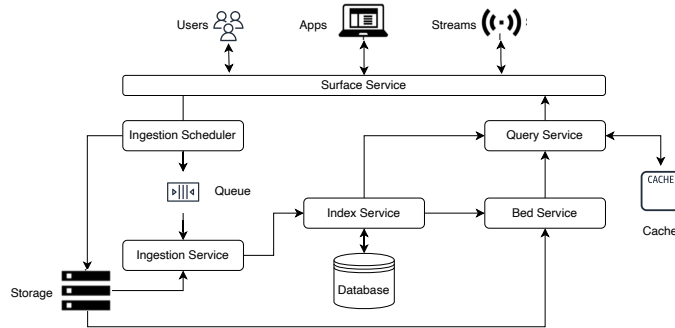 Users
Apps
Streams
Surface Service
Ingestion Scheduler
Query Service
Queue
CACHE
Index Service
Bed Service
Cache
Ingestion Service
Storage
Database